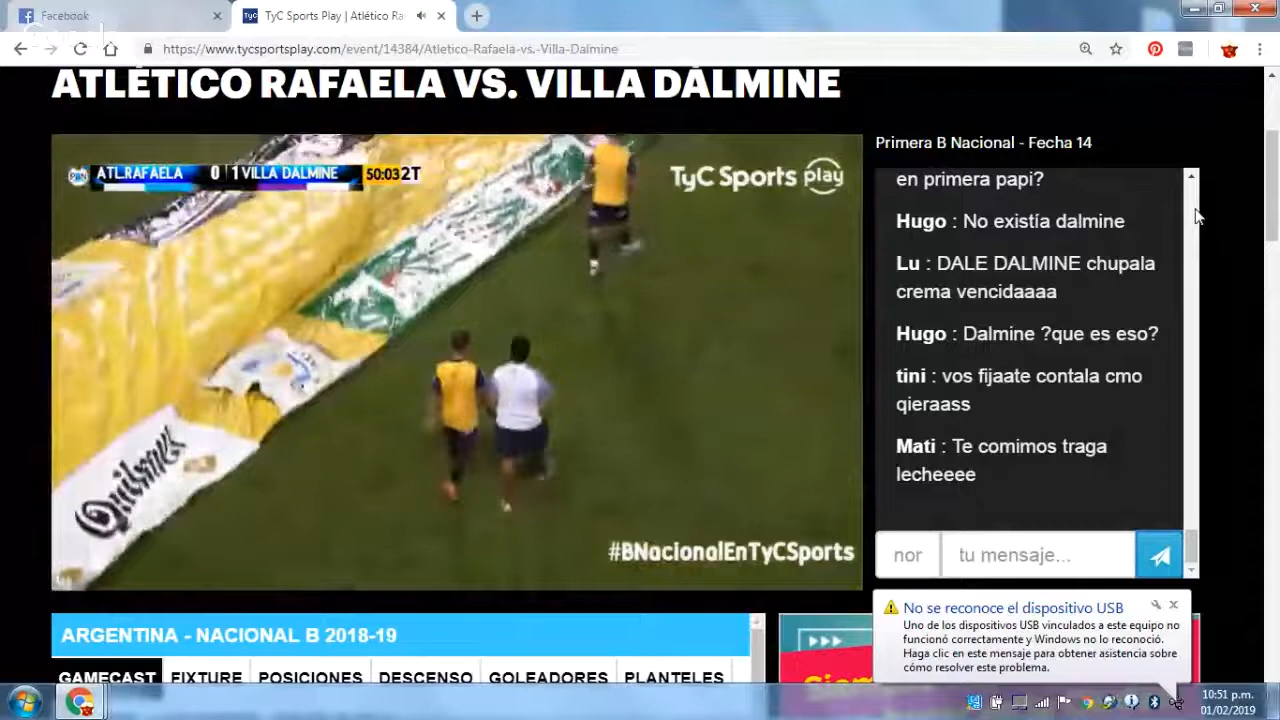 Facebook
TyC Sports Play | Atlético Ra
https://www.tycsportsplay.com/event/14384/Atletico-Rafaela-vs.-Villa-Dalmine
ATLÉTICO RAFAELA VS. VILLA DÁLMINE
ATL.RAFAELA 0 1 VILLA DALMINE 50:03 2T
TyC Sports play
Quilmes
#BNacionalEnTyCSports
Primera B Nacional - Fecha 14
en primera papi?
Hugo : No existía dalmine
Lu : DALE DALMINE chupala
crema vencidaaaa
Hugo : Dalmine ?que es eso?
tini : vos fijaate contala cmo
qieraass
Mati : Te comimos traga
lecheeee
nor
tu mensaje...
ARGENTINA - NACIONAL B 2018-19
GAMECAST FIXTURE POSICIONES DESCENSO GOLEADORES PLANTELES
No se reconoce el dispositivo USB
Uno de los dispositivos USB vinculados a este equipo no
funcionó correctamente y Windows no lo reconoció.
Haga clic en este mensaje para obtener asistencia sobre
cómo resolver este problema.
10:51 p.m.
01/02/2019